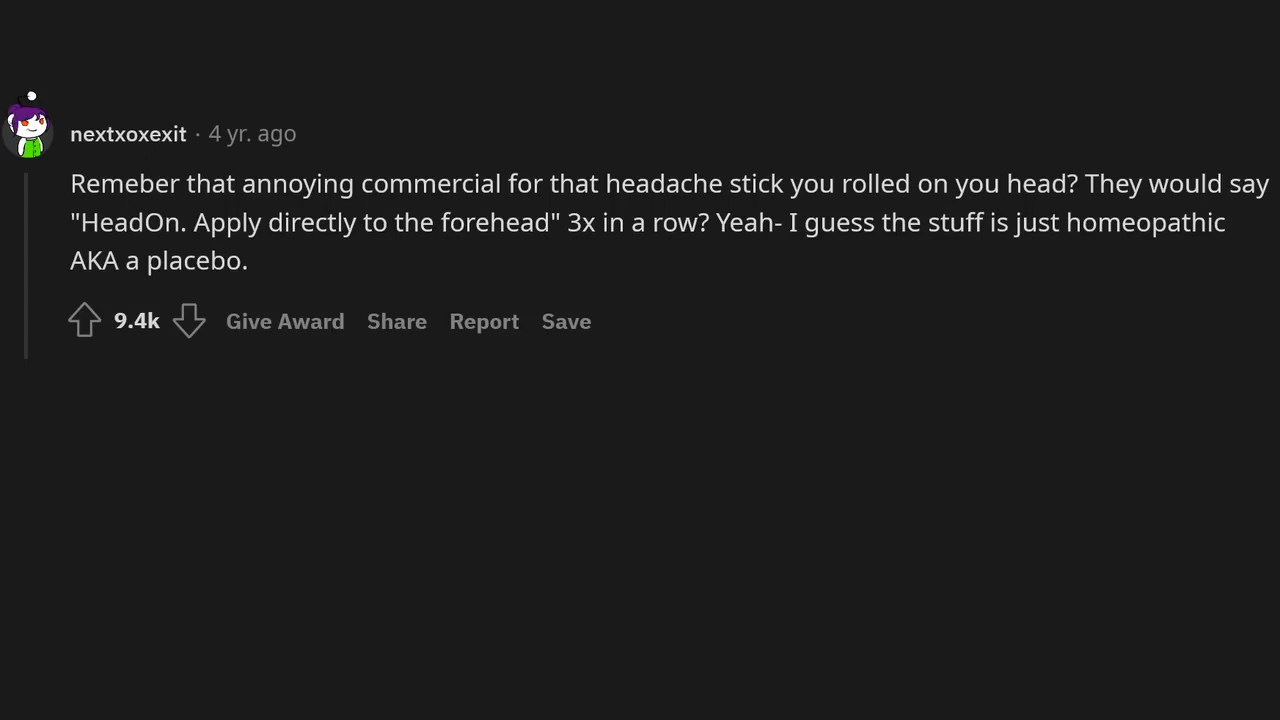 nextxoxexit · 4 yr. ago
Remeber that annoying commercial for that headache stick you rolled on you head? They would say
"HeadOn. Apply directly to the forehead" 3x in a row? Yeah- I guess the stuff is just homeopathic
AKA a placebo.
9.4k Give Award Share Report Save